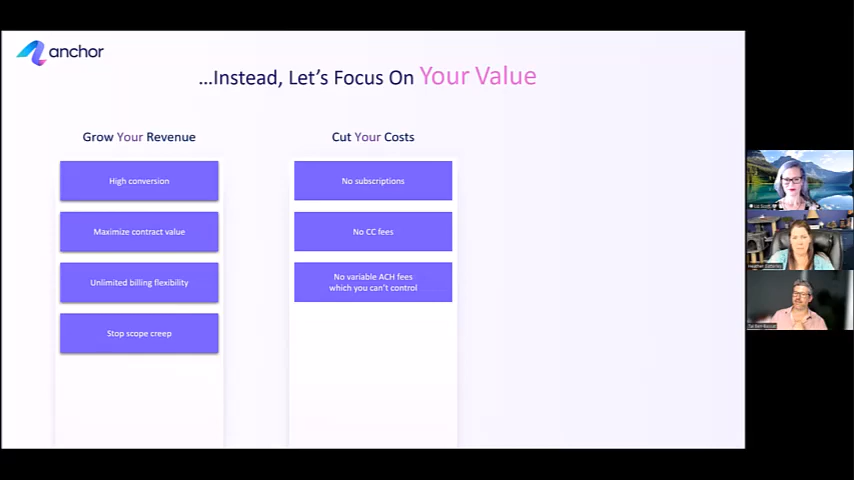 anchor
...Instead, Let's Focus On Your Value
Grow Your Revenue
High conversion
Maximize contract value
Unlimited billing flexibility
Stop scope creep
Cut Your Costs
No subscriptions
No CC fees
No variable ACH fees
which you can't control